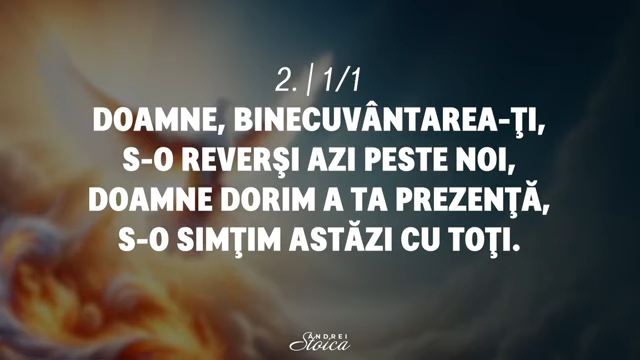 2. | 1/1
DOAMNE, BINECUVÂNTAREA-ŢI,
S-O REVERŞI AZI PESTE NOI,
DOAMNE DORIM A TA PREZENŢĂ,
S-O SIMŢIM ASTĂZI CU TOŢI.
ANDREI
Stoica